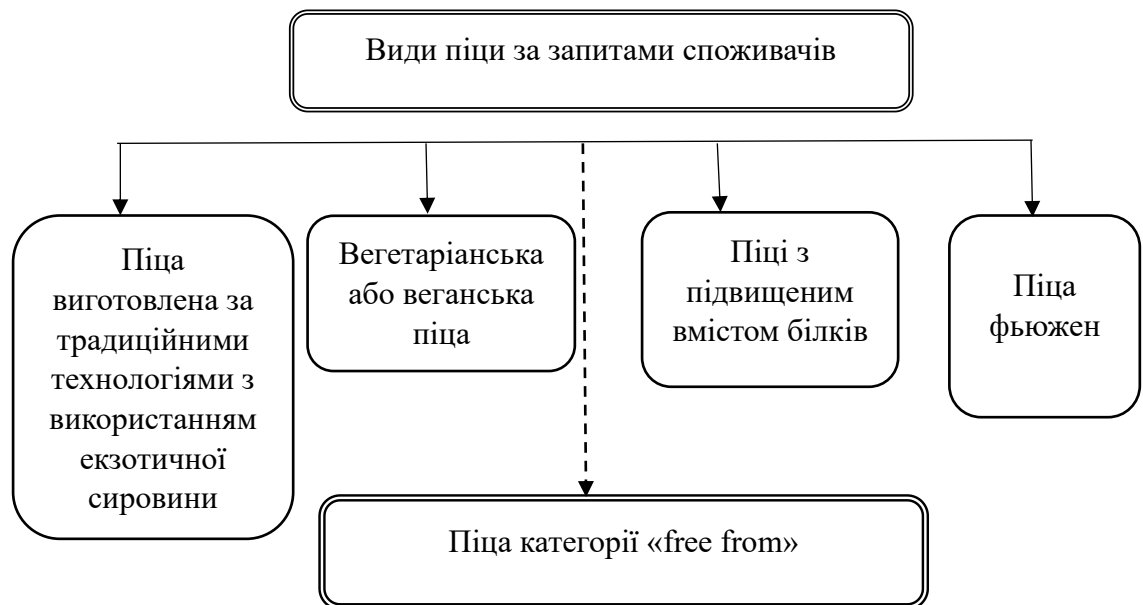 Види піци за запитами споживачів
Піца
виготовлена за
традиційними
технологіями з
використанням
екзотичної
сировини
Вегетаріанська
або веганська
піца
Піці з
підвищеним
вмістом білків
Піца
фьюжен
Піца категорії «free from»